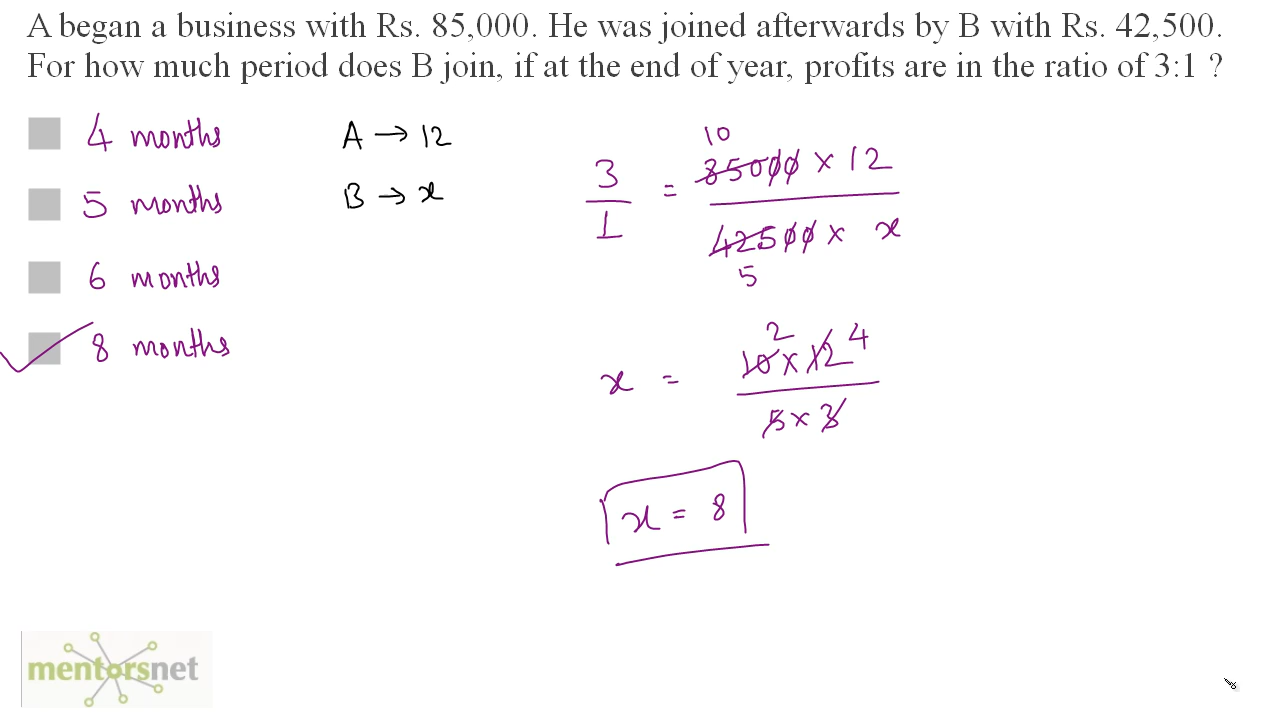 A began a business with Rs. 85,000. He was joined afterwards by B with Rs. 42,500.
For how much period does B join, if at the end of year, profits are in the ratio of 3:1 ?
4 months
5 months
6 months
8 months
A → 12
B → x
10
3/1 = 85000 × 12 / 42500 × x
5
2 4
x = 10 × 12 / 5 × 3
x = 8
mentorsnet